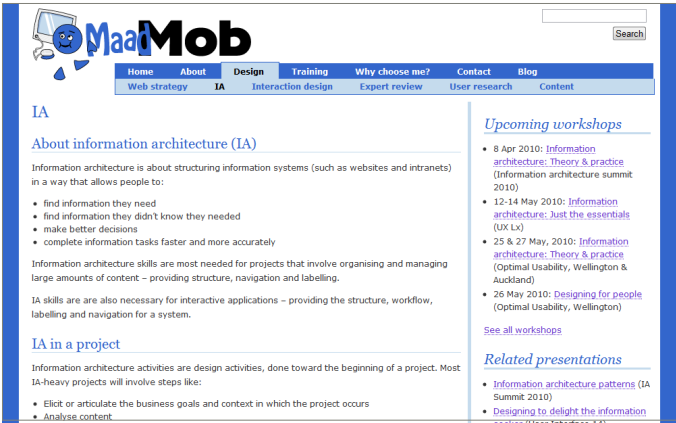 MaadMob
Search
Home About Design Training Why choose me? Contact Blog
Web strategy IA Interaction design Expert review User research Content
IA
About information architecture (IA)
Information architecture is about structuring information systems (such as websites and intranets)
in a way that allows people to:
• find information they need
• find information they didn't know they needed
• make better decisions
• complete information tasks faster and more accurately
Information architecture skills are most needed for projects that involve organising and managing
large amounts of content – providing structure, navigation and labelling.
IA skills are are also necessary for interactive applications – providing the structure, workflow,
labelling and navigation for a system.
IA in a project
Information architecture activities are design activities, done toward the beginning of a project. Most
IA-heavy projects will involve steps like:
• Elicit or articulate the business goals and context in which the project occurs
• Analyse content
Upcoming workshops
• 8 Apr 2010: Information
architecture: Theory & practice
(Information architecture summit
2010)
• 12-14 May 2010: Information
architecture: Just the essentials
(UX Lx)
• 25 & 27 May, 2010: Information
architecture: Theory & practice
(Optimal Usability, Wellington &
Auckland)
• 26 May 2010: Designing for people
(Optimal Usability, Wellington)
See all workshops
Related presentations
• Information architecture patterns (IA
Summit 2010)
• Designing to delight the information